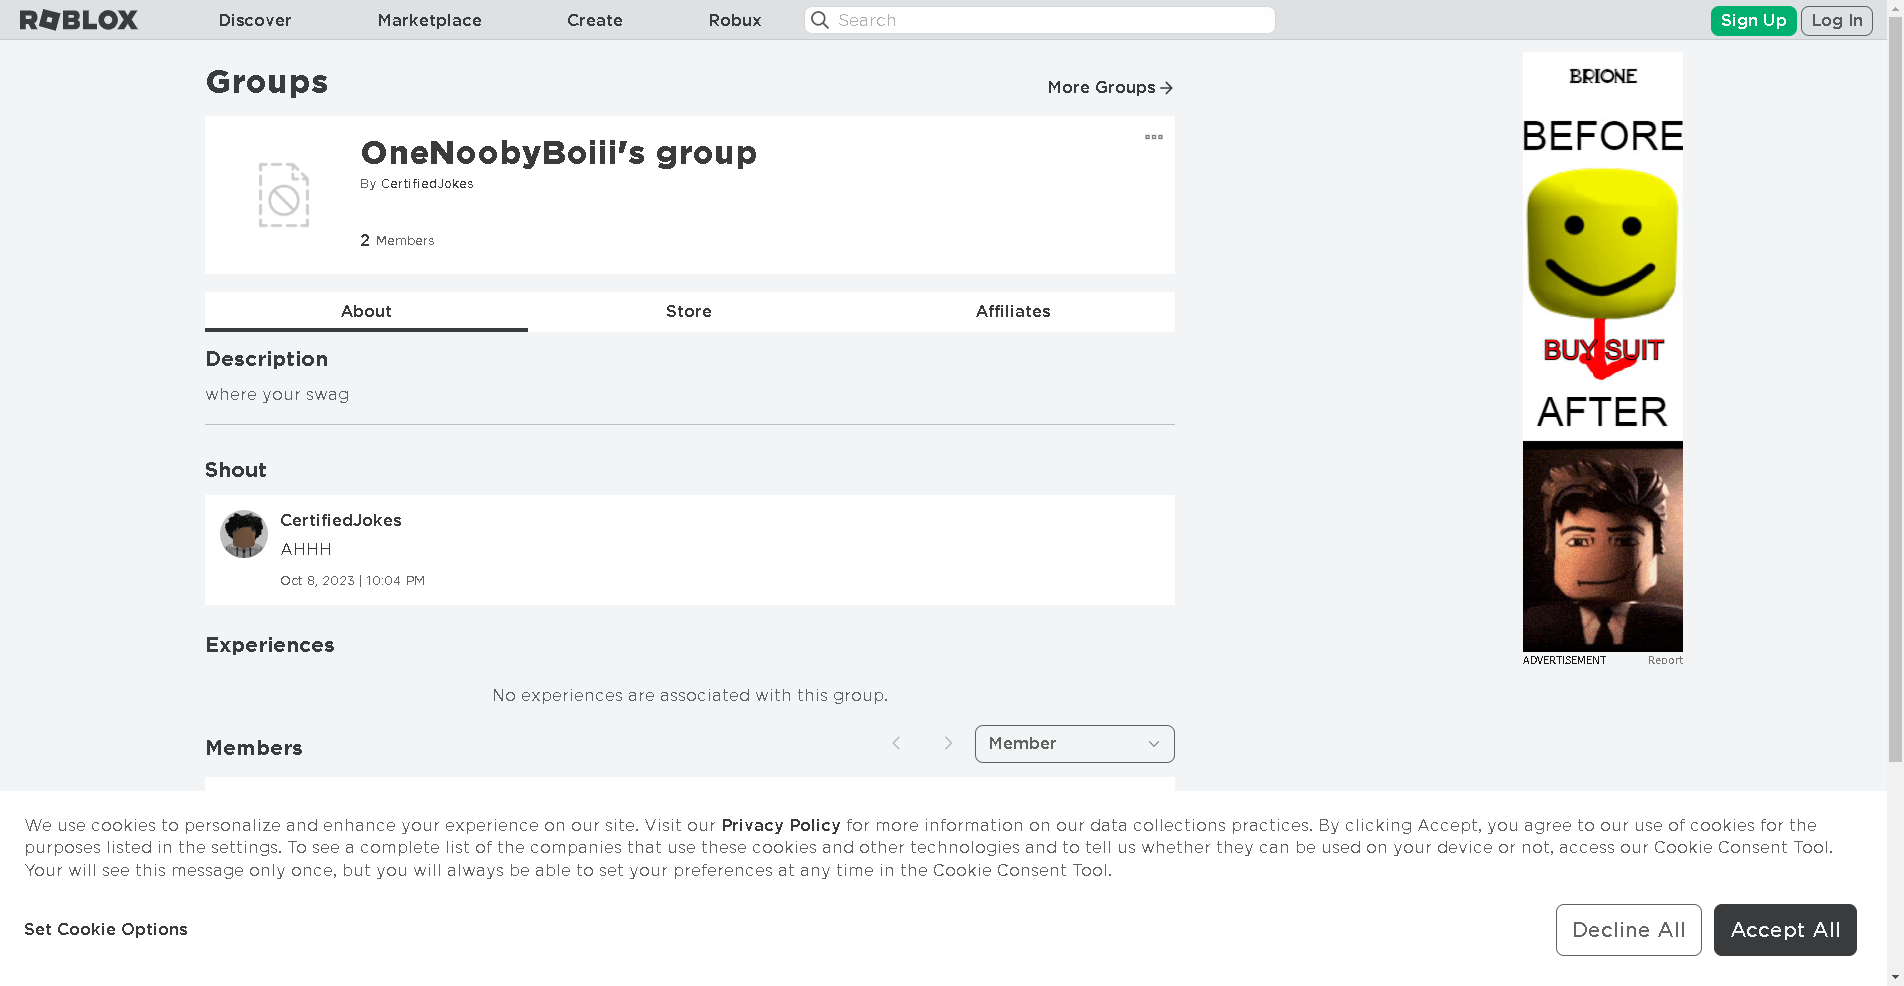 ROBLOX
Discover
Marketplace
Create
Robux
Search
Sign Up
Log In
Groups
More Groups
OneNoobyBoiii's group
By CertifiedJokes
2 Members
About
Store
Affiliates
Description
where your swag
Shout
CertifiedJokes
AHHH
Oct 8, 2023 | 10:04 PM
Experiences
No experiences are associated with this group.
Members
Member
BRIONE
BEFORE
BUY SUIT
AFTER
ADVERTISEMENT
Report
We use cookies to personalize and enhance your experience on our site. Visit our Privacy Policy for more information on our data collections practices. By clicking Accept, you agree to our use of cookies for the
purposes listed in the settings. To see a complete list of the companies that use these cookies and other technologies and to tell us whether they can be used on your device or not, access our Cookie Consent Tool.
Your will see this message only once, but you will always be able to set your preferences at any time in the Cookie Consent Tool.
Set Cookie Options
Decline All
Accept All